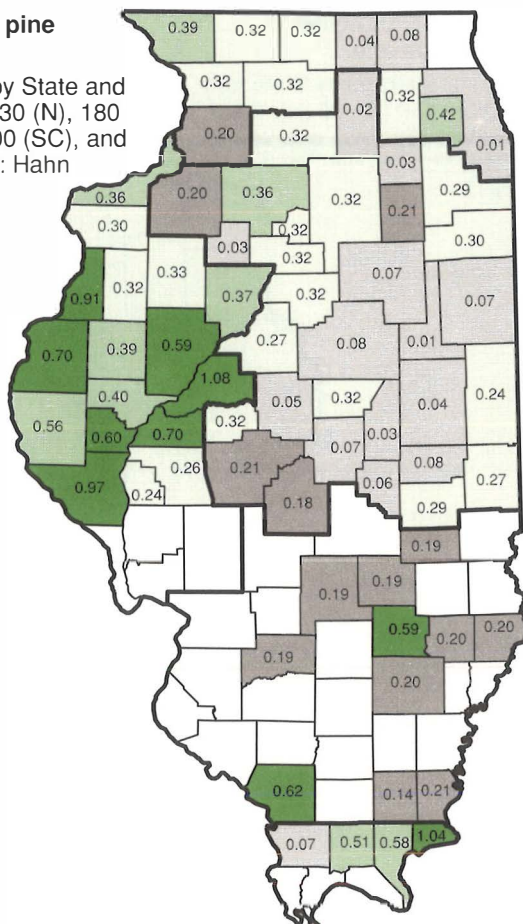 pine
by State and
30 (N), 180
00 (SC), and
: Hahn
0.39 0.32 0.32 0.04 0.08
0.32 0.32 0.02 0.32 0.42 0.01
0.20 0.32 0.03
0.36 0.20 0.36 0.32 0.21 0.29
0.30 0.03 0.32 0.30
0.32
0.91 0.32 0.33 0.37 0.32 0.07 0.07
0.70 0.39 0.59 0.27 0.08 0.01
1.08
0.56 0.40 0.05 0.32 0.04 0.24
0.60 0.70 0.32 0.07 0.03
0.97 0.24 0.26 0.21 0.18 0.06 0.08 0.27
0.29
0.19
0.19 0.19
0.59 0.20 0.20
0.19 0.20
0.62 0.14 0.21
0.07 0.51 0.58 1.04